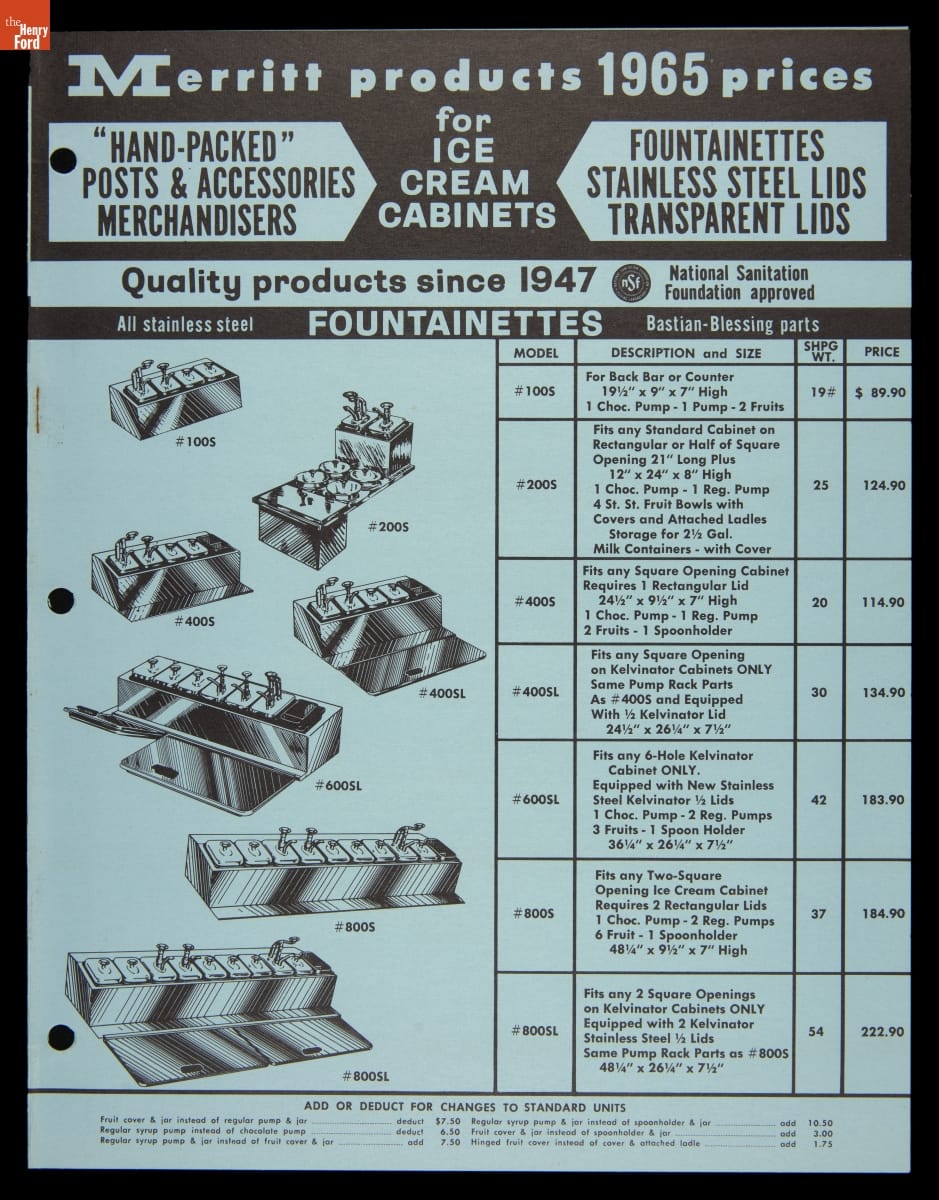 the
Henry
Ford
Merritt products 1965 prices
for
ICE
CREAM
CABINETS
"HAND-PACKED"
POSTS & ACCESSORIES
MERCHANDISERS
FOUNTAINETTES
STAINLESS STEEL LIDS
TRANSPARENT LIDS
Quality products since 1947
nSf
National Sanitation
Foundation approved
All stainless steel FOUNTAINETTES Bastian-Blessing parts
#100S
#200S
#400S
#400SL
#600SL
#800S
#800SL
MODEL DESCRIPTION and SIZE SHPG WT. PRICE
#100S
For Back Bar or Counter
19½" x 9" x 7" High
1 Choc. Pump - 1 Pump - 2 Fruits
19# $ 89.90
#200S
Fits any Standard Cabinet on
Rectangular or Half of Square
Opening 21" Long Plus
12" x 24" x 8" High
1 Choc. Pump - 1 Reg. Pump
4 St. St. Fruit Bowls with
Covers and Attached Ladles
Storage for 2½ Gal.
Milk Containers - with Cover
25 124.90
#400S
Fits any Square Opening Cabinet
Requires 1 Rectangular Lid
24½" x 9½" x 7" High
1 Choc. Pump - 1 Reg. Pump
2 Fruits - 1 Spoonholder
20 114.90
#400SL
Fits any Square Opening
on Kelvinator Cabinets ONLY
Same Pump Rack Parts
As #400S and Equipped
With ½ Kelvinator Lid
24½" x 26¼" x 7½"
30 134.90
#600SL
Fits any 6-Hole Kelvinator
Cabinet ONLY.
Equipped with New Stainless
Steel Kelvinator ½ Lids
1 Choc. Pump - 2 Reg. Pumps
3 Fruits - 1 Spoon Holder
36¼" x 26¼" x 7½"
42 183.90
#800S
Fits any Two-Square
Opening Ice Cream Cabinet
Requires 2 Rectangular Lids
1 Choc. Pump - 2 Reg. Pumps
6 Fruit - 1 Spoonholder
48¼" x 9½" x 7" High
37 184.90
#800SL
Fits any 2 Square Openings
on Kelvinator Cabinets ONLY
Equipped with 2 Kelvinator
Stainless Steel ½ Lids
Same Pump Rack Parts as #800S
48¼" x 26¼" x 7½"
54 222.90
ADD OR DEDUCT FOR CHANGES TO STANDARD UNITS
Fruit cover & jar instead of regular pump & jar deduct $7.50
Regular syrup pump instead of chocolate pump deduct 6.50
Regular syrup pump & jar instead of fruit cover & jar add 7.50
Regular syrup pump & jar instead of spoonholder & jar add 10.50
Fruit cover & jar instead of spoonholder & jar add 3.00
Hinged fruit cover instead of cover & attached ladle add 1.75